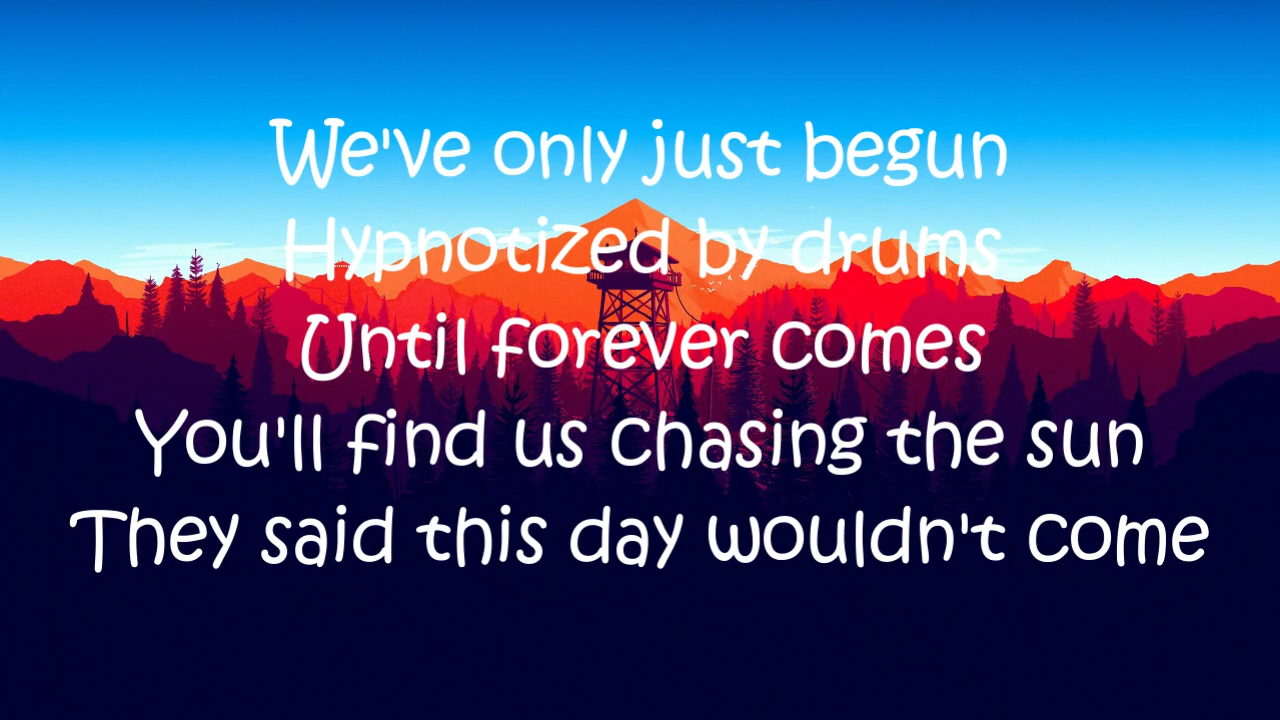 We've only just begun
Hypnotized by drums
Until forever comes
You'll find us chasing the sun
They said this day wouldn't come